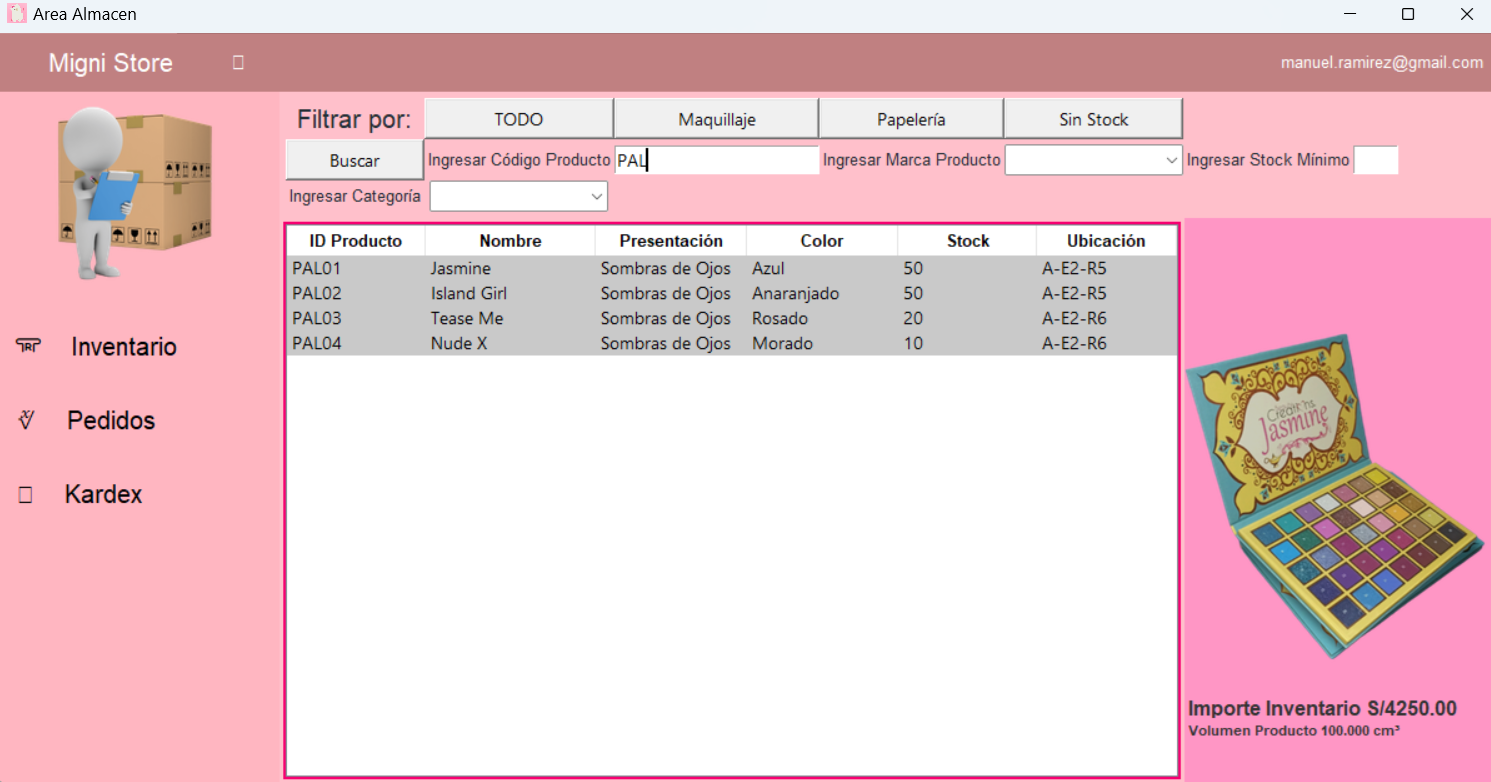 Area Almacen
Migni Store
manuel.ramirez@gmail.com
Filtrar por: TODO Maquillaje Papelería Sin Stock
Buscar Ingresar Código Producto PAL Ingresar Marca Producto Ingresar Stock Mínimo
Ingresar Categoría
Inventario
Pedidos
Kardex
ID Producto Nombre Presentación Color Stock Ubicación
PAL01 Jasmine Sombras de Ojos Azul 50 A-E2-R5
PAL02 Island Girl Sombras de Ojos Anaranjado 50 A-E2-R5
PAL03 Tease Me Sombras de Ojos Rosado 20 A-E2-R6
PAL04 Nude X Sombras de Ojos Morado 10 A-E2-R6
Creations
Jasmine
Importe Inventario S/4250.00
Volumen Producto 100.000 cm³